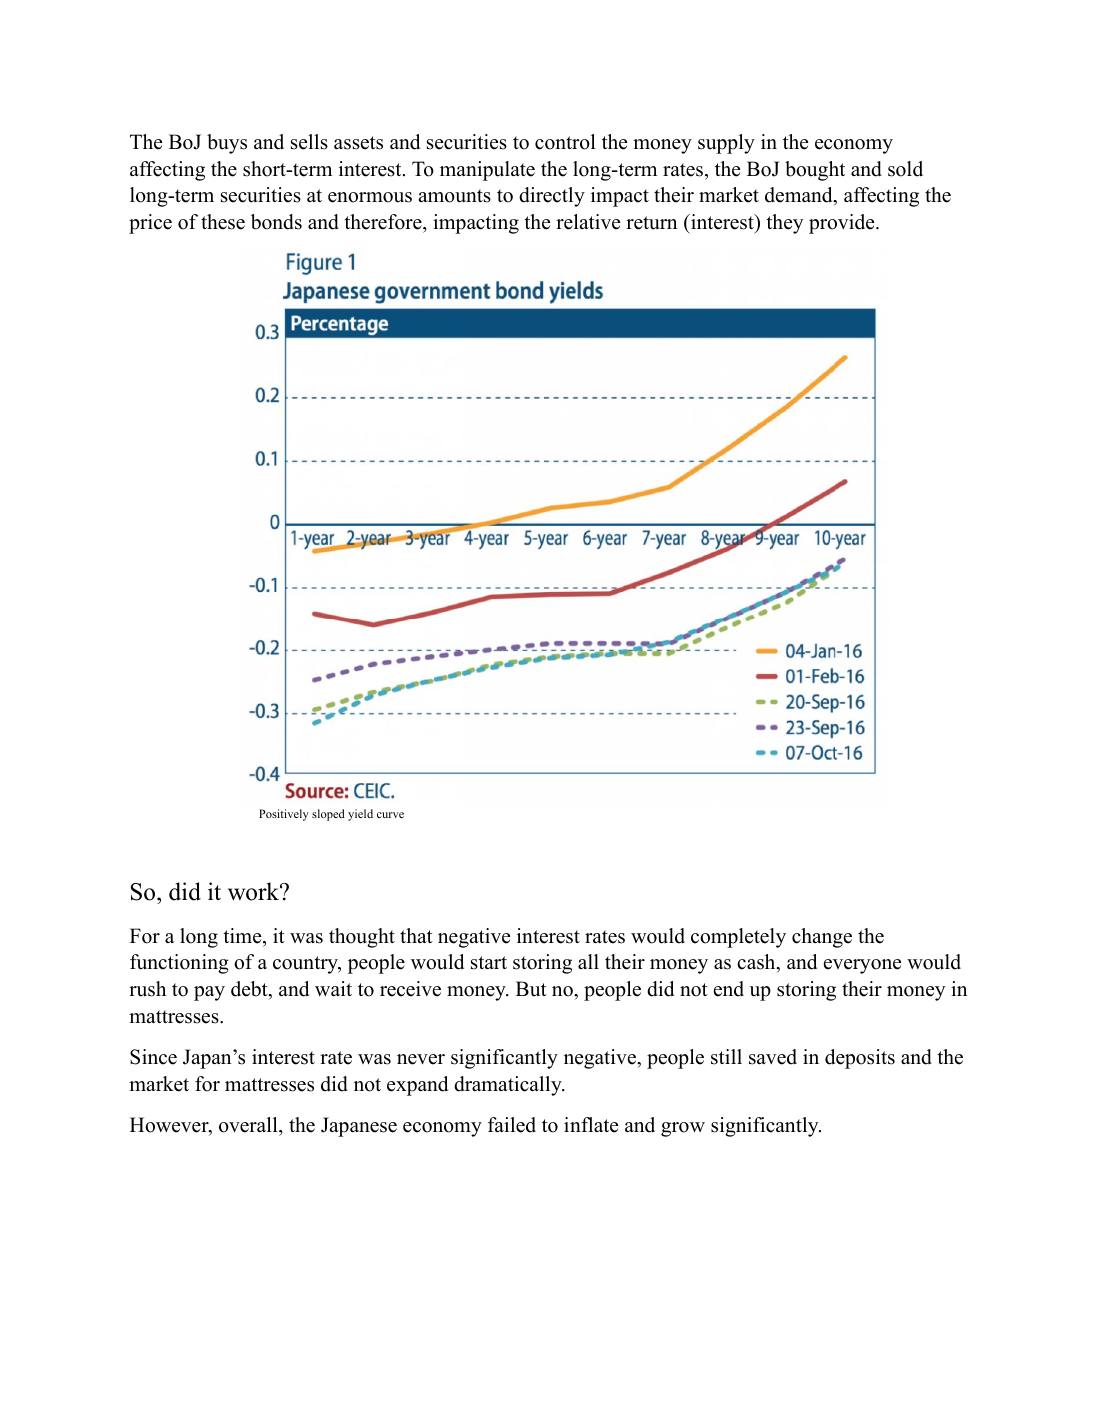 The BoJ buys and sells assets and securities to control the money supply in the economy
affecting the short-term interest. To manipulate the long-term rates, the BoJ bought and sold
long-term securities at enormous amounts to directly impact their market demand, affecting the
price of these bonds and therefore, impacting the relative return (interest) they provide.
Figure 1
Japanese government bond yields
Percentage
0.3
0.2
0.1
0
1-year 2-year 3-year 4-year 5-year 6-year 7-year 8-year 9-year 10-year
-0.1
-0.2
-0.3
-0.4
04-Jan-16
01-Feb-16
20-Sep-16
23-Sep-16
07-Oct-16
Source: CEIC.
Positively sloped yield curve
So, did it work?
For a long time, it was thought that negative interest rates would completely change the
functioning of a country, people would start storing all their money as cash, and everyone would
rush to pay debt, and wait to receive money. But no, people did not end up storing their money in
mattresses.
Since Japan’s interest rate was never significantly negative, people still saved in deposits and the
market for mattresses did not expand dramatically.
However, overall, the Japanese economy failed to inflate and grow significantly.